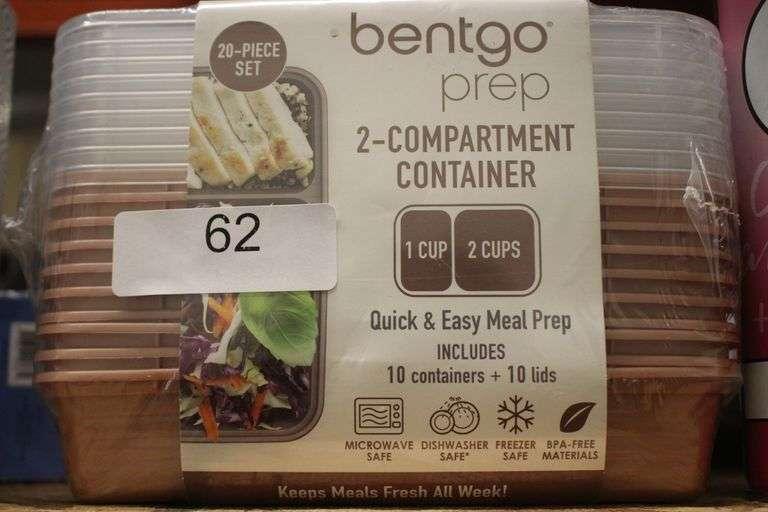 20-PIECE
SET
bentgo®
prep
2-COMPARTMENT
CONTAINER
1 CUP
2 CUPS
62
Quick & Easy Meal Prep
INCLUDES
10 containers + 10 lids
MICROWAVE
SAFE
DISHWASHER
SAFE*
FREEZER
SAFE
BPA-FREE
MATERIALS
Keeps Meals Fresh All Week!